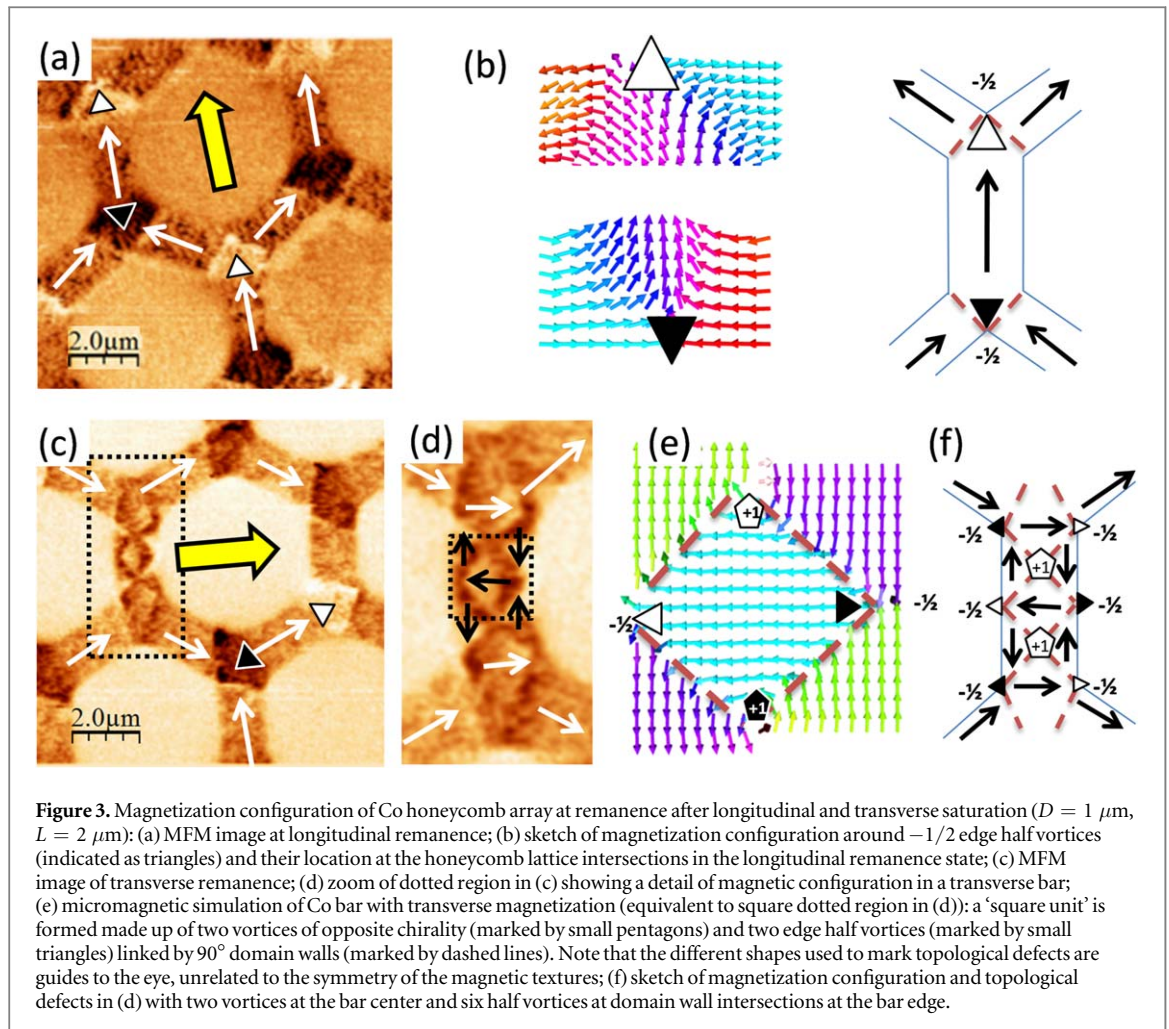 (a)
2.0μm
(b)
-½
-½
(c)
2.0μm
(d)
(e)
+1
-½
-½
+1
(f)
-½
-½
+1
-½
-½
+1
-½
-½
Figure 3. Magnetization configuration of Co honeycomb array at remanence after longitudinal and transverse saturation (D = 1 μm,
L = 2 μm): (a) MFM image at longitudinal remanence; (b) sketch of magnetization configuration around −1/2 edge half vortices
(indicated as triangles) and their location at the honeycomb lattice intersections in the longitudinal remanence state; (c) MFM
image of transverse remanence; (d) zoom of dotted region in (c) showing a detail of magnetic configuration in a transverse bar;
(e) micromagnetic simulation of Co bar with transverse magnetization (equivalent to square dotted region in (d)): a ‘square unit’ is
formed made up of two vortices of opposite chirality (marked by small pentagons) and two edge half vortices (marked by small
triangles) linked by 90° domain walls (marked by dashed lines). Note that the different shapes used to mark topological defects are
guides to the eye, unrelated to the symmetry of the magnetic textures; (f) sketch of magnetization configuration and topological
defects in (d) with two vortices at the bar center and six half vortices at domain wall intersections at the bar edge.